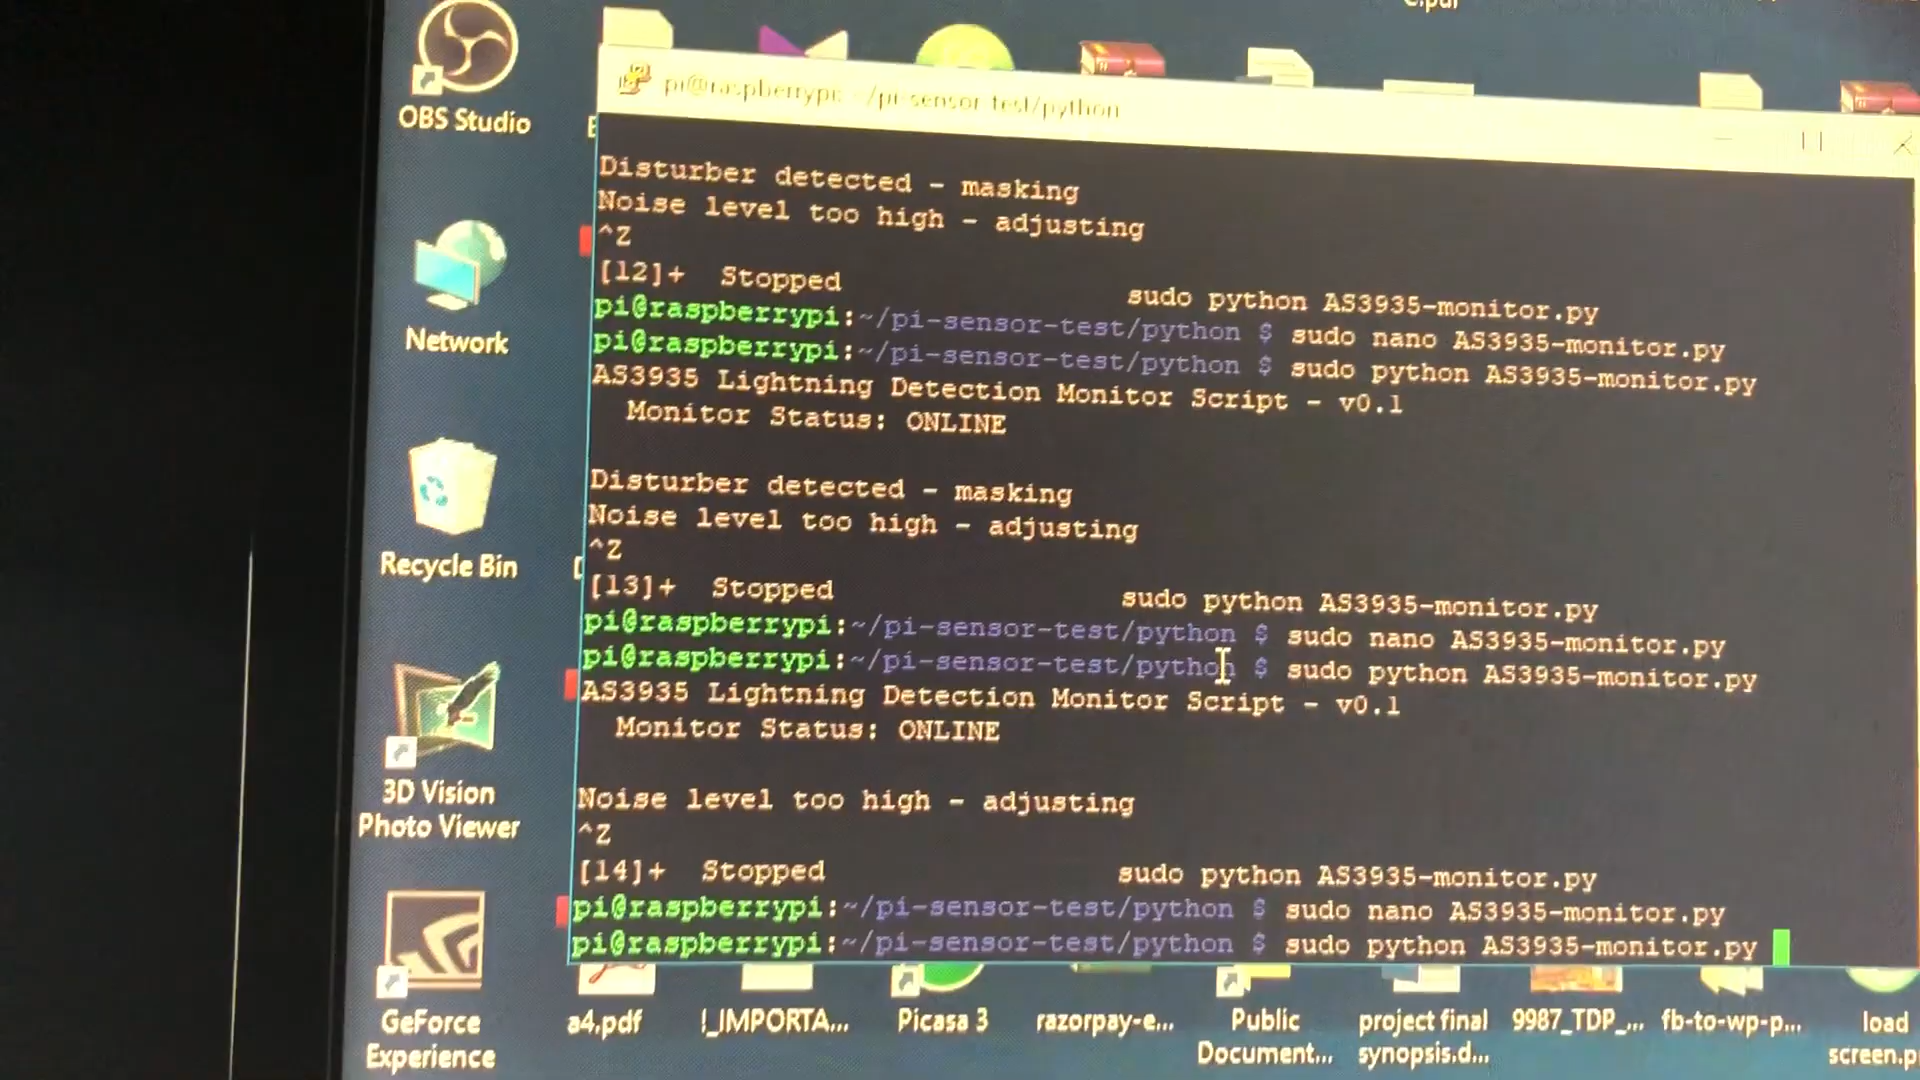 c.pdf
OBS Studio
pi@raspberrypi: ~/pi-sensor-test/python
Disturber detected - masking
Noise level too high - adjusting
^Z
[12]+ Stopped sudo python AS3935-monitor.py
pi@raspberrypi:~/pi-sensor-test/python $ sudo nano AS3935-monitor.py
pi@raspberrypi:~/pi-sensor-test/python $ sudo python AS3935-monitor.py
AS3935 Lightning Detection Monitor Script - v0.1
Monitor Status: ONLINE
Disturber detected - masking
Noise level too high - adjusting
^Z
[13]+ Stopped sudo python AS3935-monitor.py
pi@raspberrypi:~/pi-sensor-test/python $ sudo nano AS3935-monitor.py
pi@raspberrypi:~/pi-sensor-test/python $ sudo python AS3935-monitor.py
AS3935 Lightning Detection Monitor Script - v0.1
Monitor Status: ONLINE
Noise level too high - adjusting
^Z
[14]+ Stopped sudo python AS3935-monitor.py
pi@raspberrypi:~/pi-sensor-test/python $ sudo nano AS3935-monitor.py
pi@raspberrypi:~/pi-sensor-test/python $ sudo python AS3935-monitor.py
Network
Recycle Bin
3D Vision
Photo Viewer
GeForce
Experience
a4.pdf
!_IMPORTA...
Picasa 3
razorpay-e...
Public
Document...
project final
synopsis.d...
9987_TDP_...
fb-to-wp-p...
load
screen.p